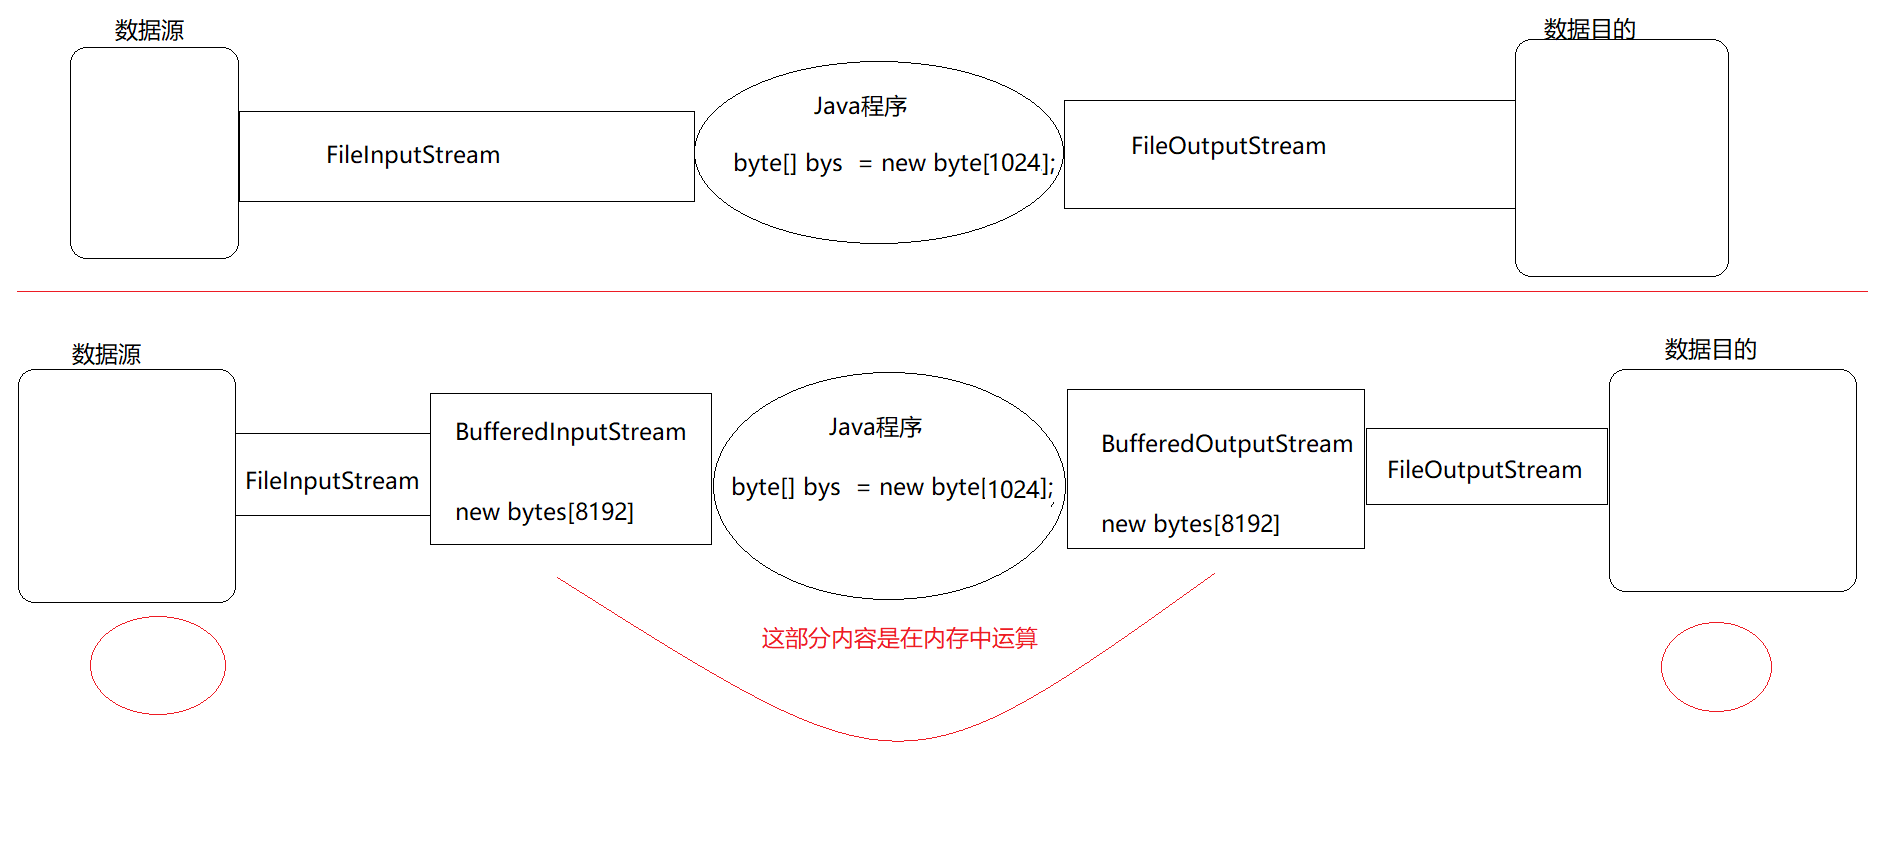 数据源
数据目的
Java程序
FileInputStream
FileOutputStream
byte[] bys = new byte[1024];
数据源
数据目的
BufferedInputStream
Java程序
BufferedOutputStream
FileInputStream
FileOutputStream
byte[] bys = new byte[1024];
new bytes[8192]
new bytes[8192]
这部分内容是在内存中运算